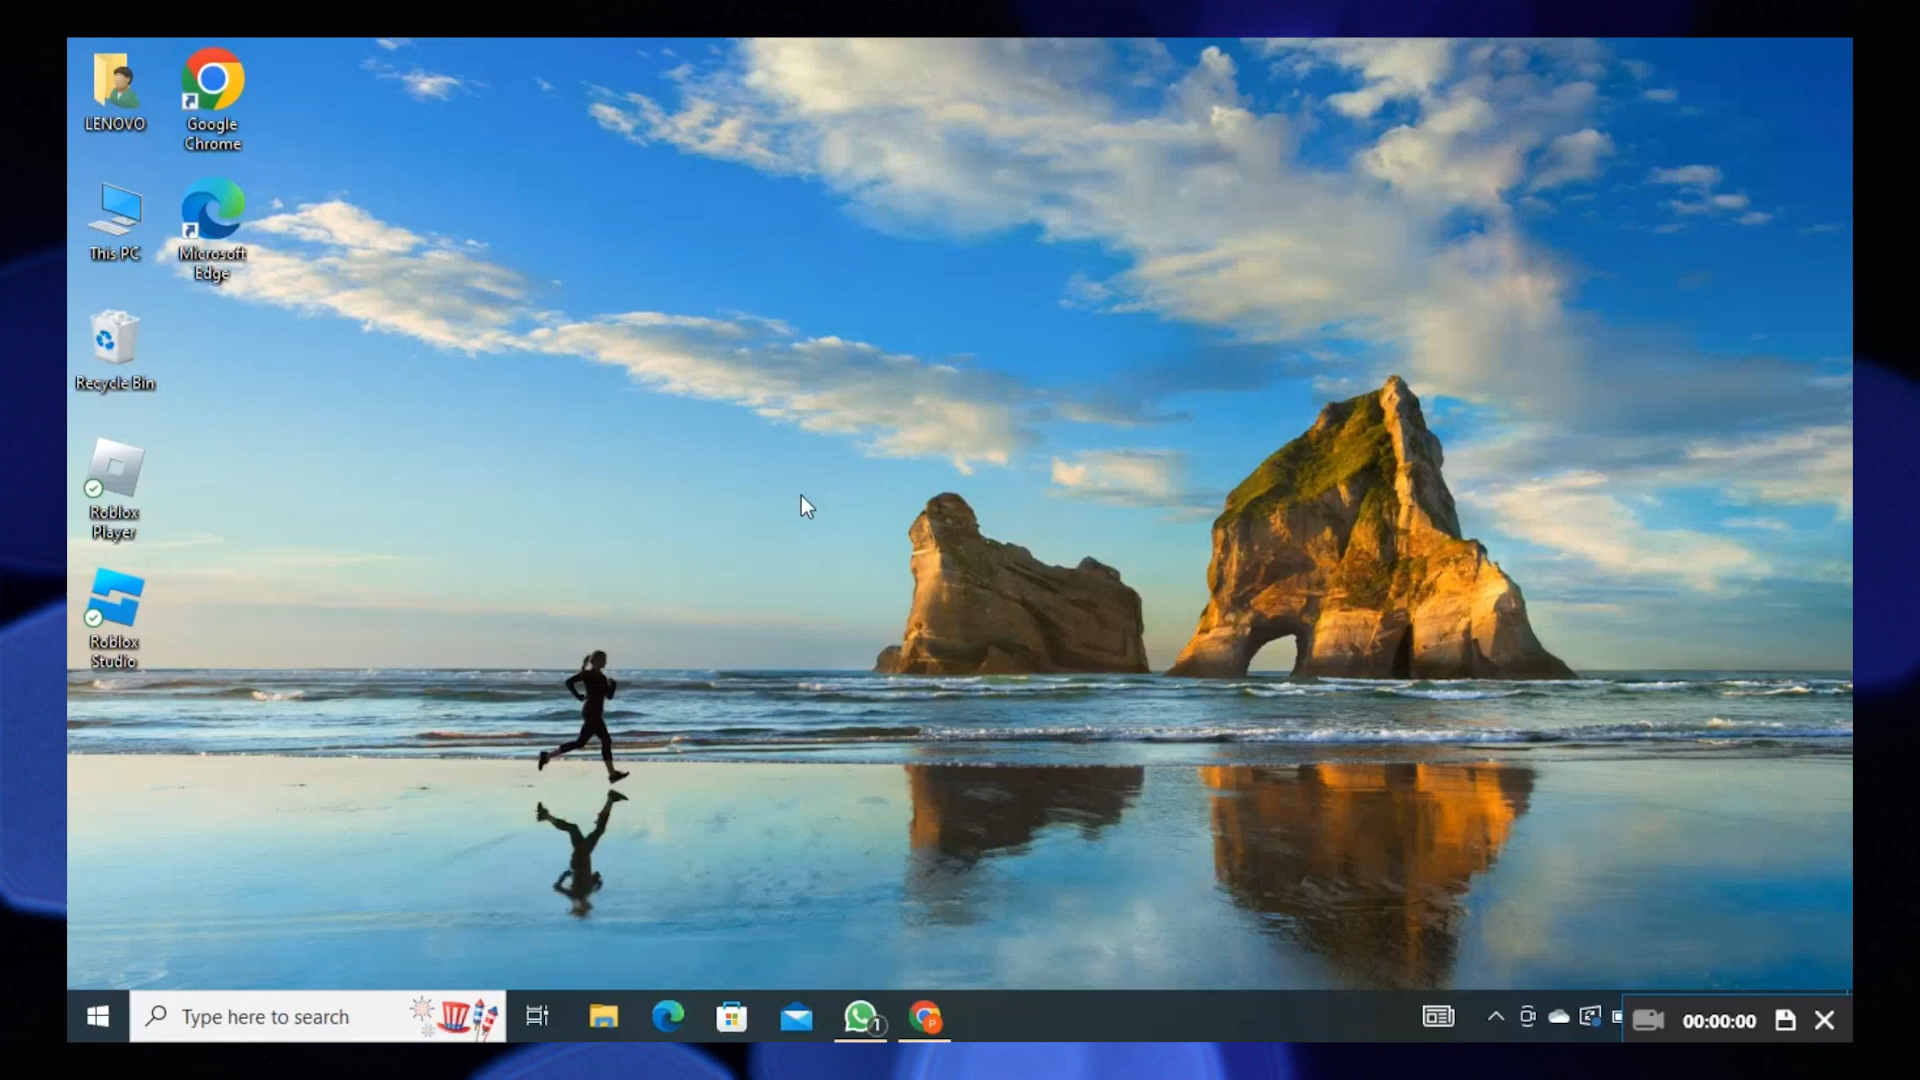 LENOVO
Google
Chrome
This PC
Microsoft
Edge
Recycle Bin
Roblox
Player
Roblox
Studio
Type here to search
1
P
00:00:00